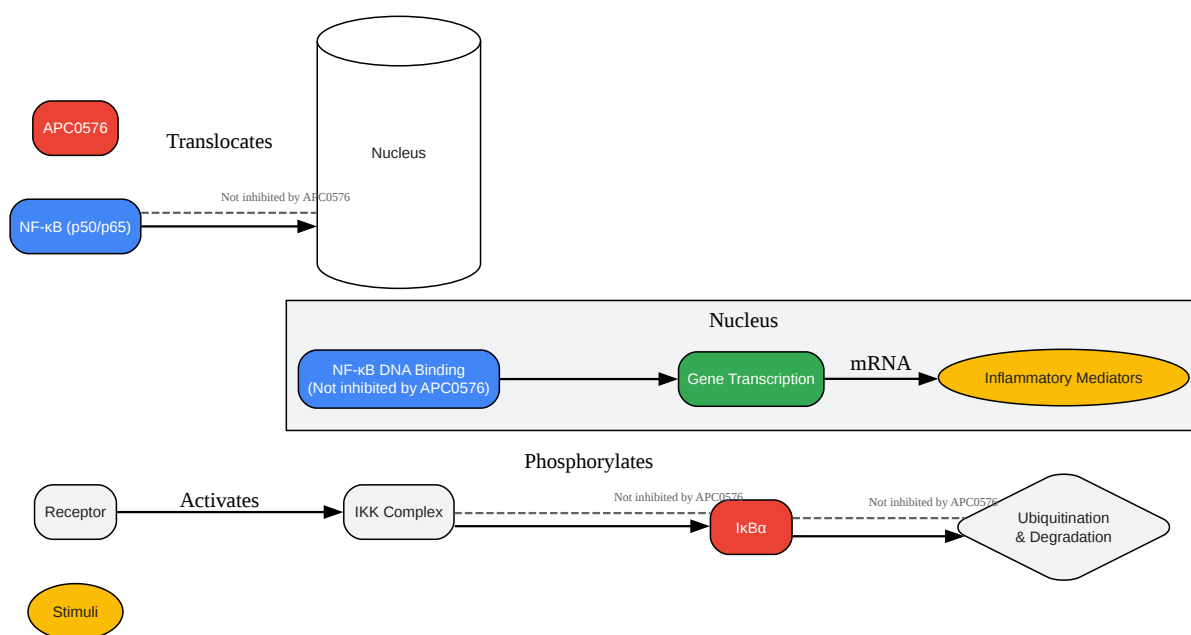 APC0576
Translocates
Nucleus
Not inhibited by APC0576
NF-κB (p50/p65)
Nucleus
NF-κB DNA Binding
(Not inhibited by APC0576)
Gene Transcription
mRNA
Inflammatory Mediators
Phosphorylates
Receptor
Activates
IKK Complex
Not inhibited by APC0576
IκBα
Not inhibited by APC0576
Ubiquitination
& Degradation
Stimuli